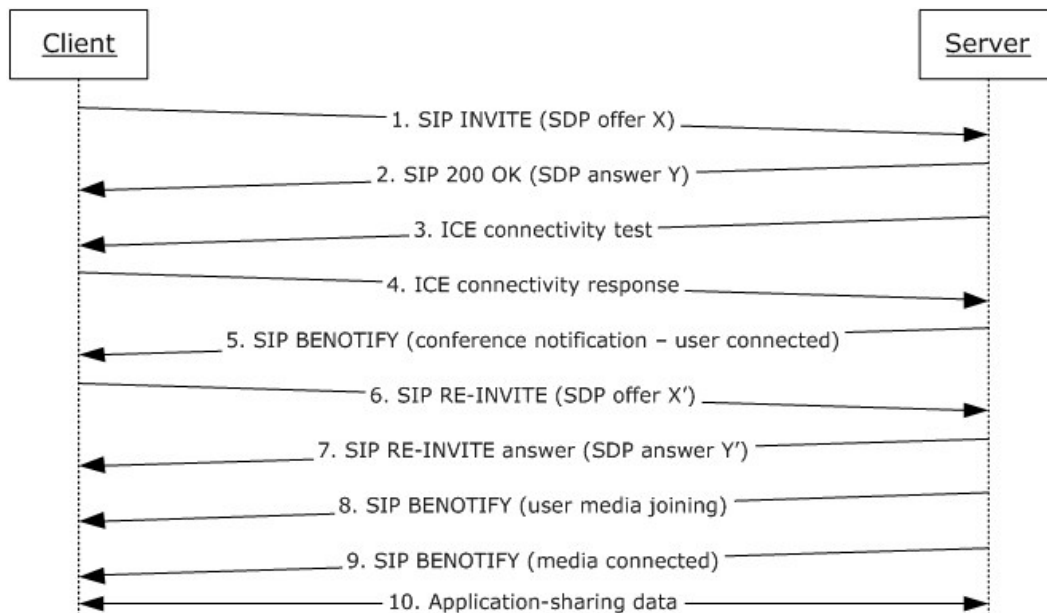 Client
Server
1. SIP INVITE (SDP offer X)
2. SIP 200 OK (SDP answer Y)
3. ICE connectivity test
4. ICE connectivity response
5. SIP BENOTIFY (conference notification – user connected)
6. SIP RE-INVITE (SDP offer X’)
7. SIP RE-INVITE answer (SDP answer Y’)
8. SIP BENOTIFY (user media joining)
9. SIP BENOTIFY (media connected)
10. Application-sharing data